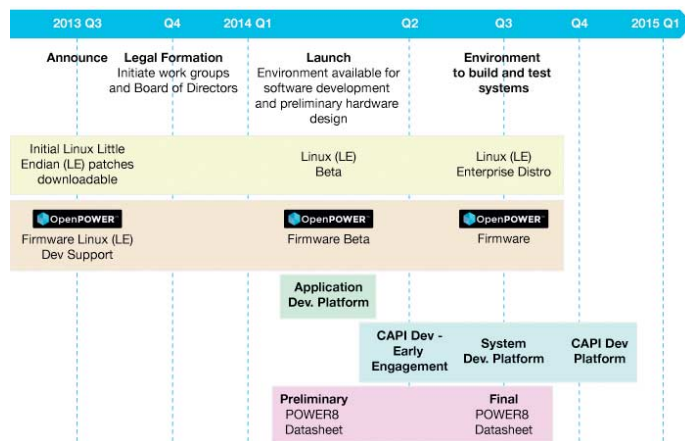 2013 Q3 Q4 2014 Q1 Q2 Q3 Q4 2015 Q1
Announce
Legal Formation
Initiate work groups
and Board of Directors
Launch
Environment available for
software development
and preliminary hardware
design
Environment
to build and test
systems
Initial Linux Little
Endian (LE) patches
downloadable
Linux (LE)
Beta
Linux (LE)
Enterprise Distro
OpenPOWER™
Firmware Linux (LE)
Dev Support
OpenPOWER™
Firmware Beta
OpenPOWER™
Firmware
Application
Dev. Platform
CAPI Dev -
Early
Engagement
System
Dev. Platform
CAPI Dev
Platform
Preliminary
POWER8
Datasheet
Final
POWER8
Datasheet